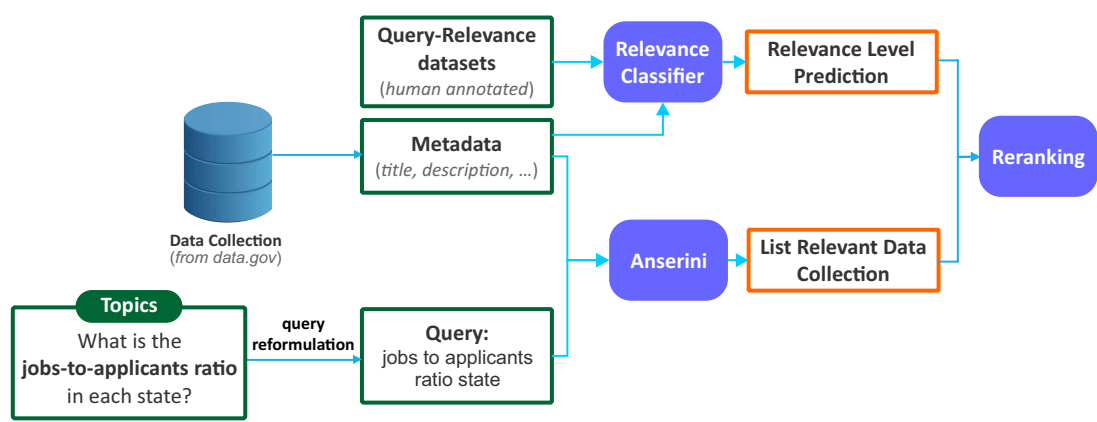 Query-Relevance
datasets
(human annotated)
Relevance
Classifier
Relevance Level
Prediction
Metadata
(title, description, ...)
Reranking
Data Collection
(from data.gov)
Anserini
List Relevant Data
Collection
Topics
What is the
jobs-to-applicants ratio
in each state?
query
reformulation
Query:
jobs to applicants
ratio state